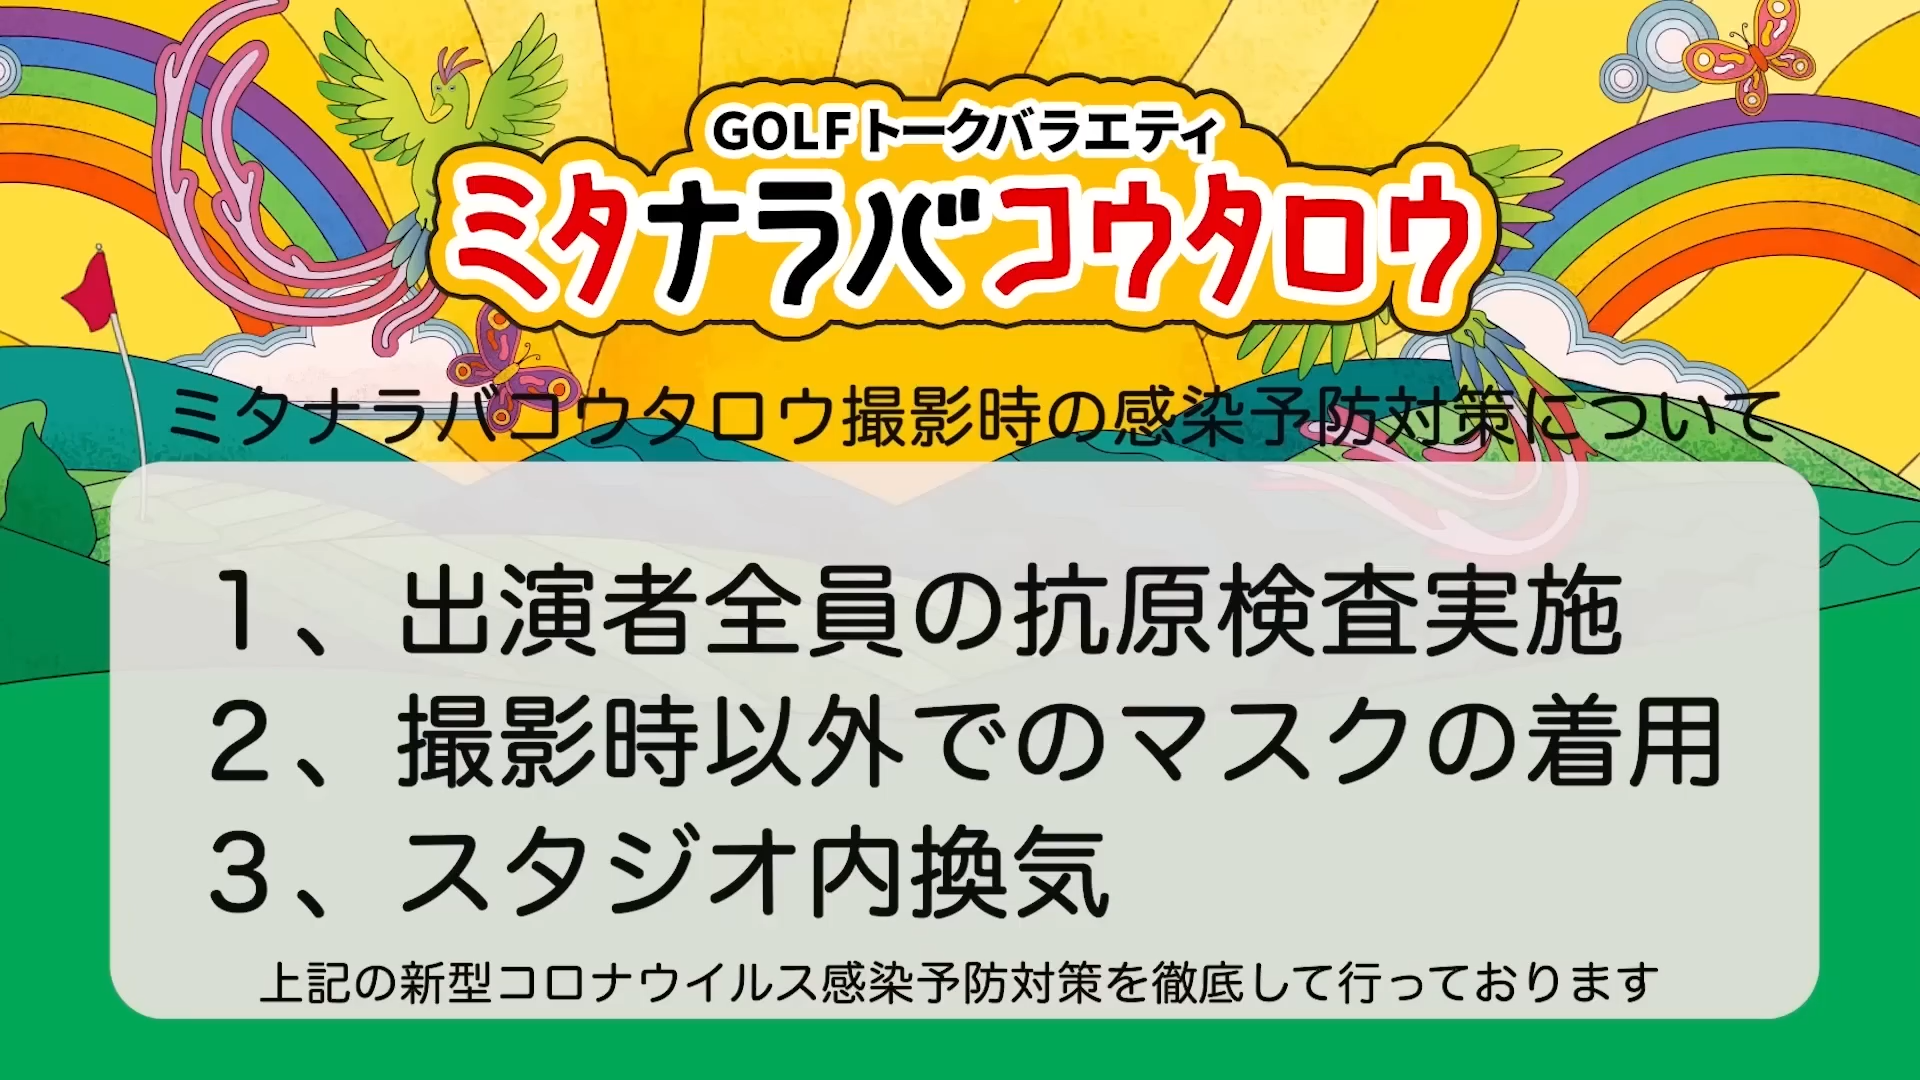 GOLFトークバラエティ
ミタナラバコウタロウ
ミタナラバコウタロウ撮影時の感染予防対策について
１、出演者全員の抗原検査実施
２、撮影時以外でのマスクの着用
３、スタジオ内換気
上記の新型コロナウイルス感染予防対策を徹底して行っております